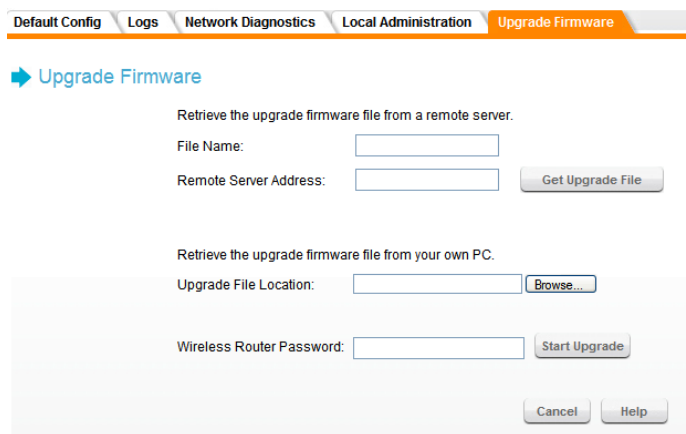 Default Config Logs Network Diagnostics Local Administration Upgrade Firmware
Upgrade Firmware
Retrieve the upgrade firmware file from a remote server.
File Name:
Remote Server Address: Get Upgrade File
Retrieve the upgrade firmware file from your own PC.
Upgrade File Location: Browse...
Wireless Router Password: Start Upgrade
Cancel Help